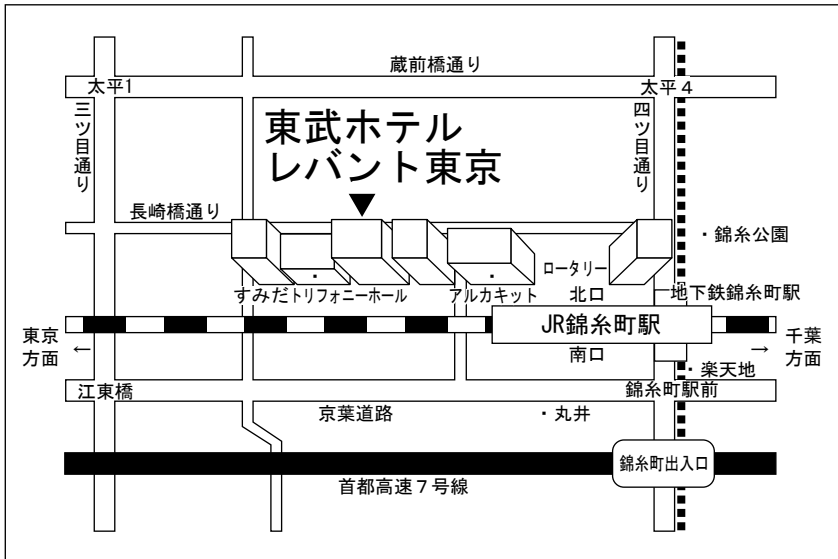 蔵前橋通り
太平1
太平４
三ツ目通り
東武ホテル
レバント東京
四ツ目通り
長崎橋通り
・錦糸公園
すみだトリフォニーホール
アルカキット
ロータリー
北口
地下鉄錦糸町駅
東京
方面
←
JR錦糸町駅
千葉
方面
→
南口
・楽天地
江東橋
錦糸町駅前
京葉道路
・丸井
錦糸町出入口
首都高速７号線